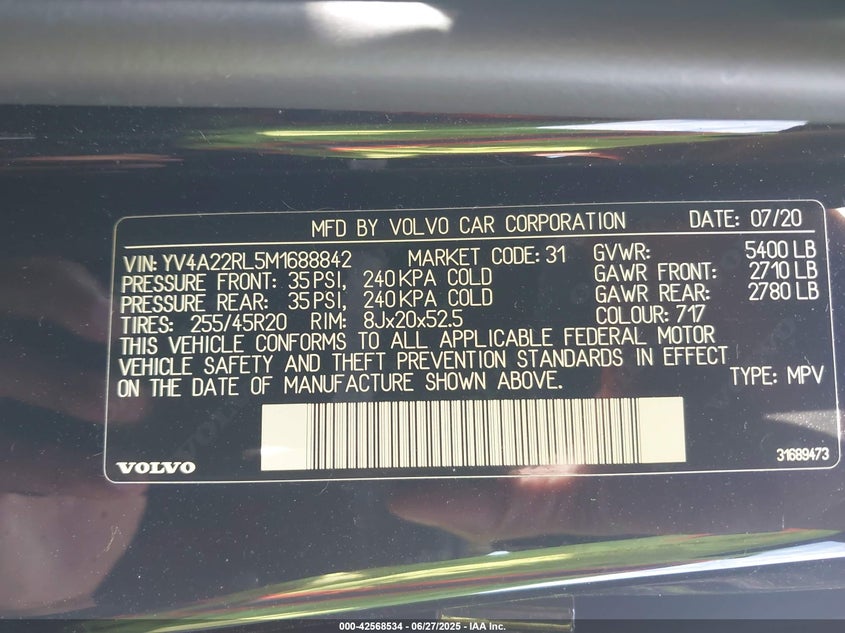 MFD BY VOLVO CAR CORPORATION DATE: 07/20
VIN: YV4A22RL5M1688842 MARKET CODE: 31 GVWR: 5400 LB
PRESSURE FRONT: 35 PSI, 240 KPA COLD GAWR FRONT: 2710 LB
PRESSURE REAR: 35 PSI, 240 KPA COLD GAWR REAR: 2780 LB
TIRES: 255/45R20 RIM: 8Jx20x52.5 COLOUR: 717
THIS VEHICLE CONFORMS TO ALL APPLICABLE FEDERAL MOTOR
VEHICLE SAFETY AND THEFT PREVENTION STANDARDS IN EFFECT
ON THE DATE OF MANUFACTURE SHOWN ABOVE. TYPE: MPV
VOLVO 31689473
000-42568534 - 06/27/2025 - IAA Inc.